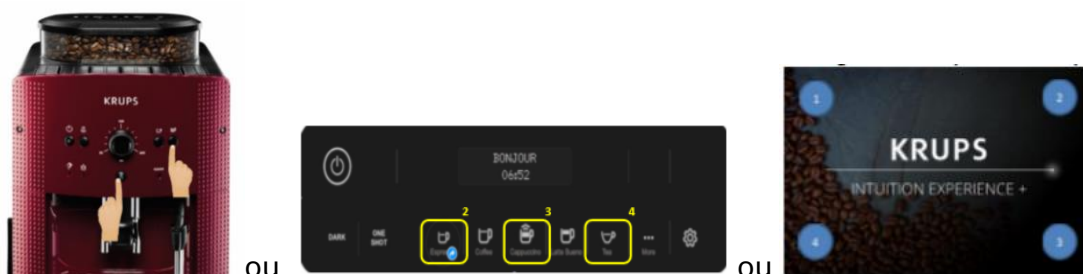 KRUPS
ou
BONJOUR
06:52
2
3
4
DARK
ONE
SHOT
Coffee
Cappuccino
Tea
More
ou
1
2
KRUPS
INTUITION EXPERIENCE +
4
3